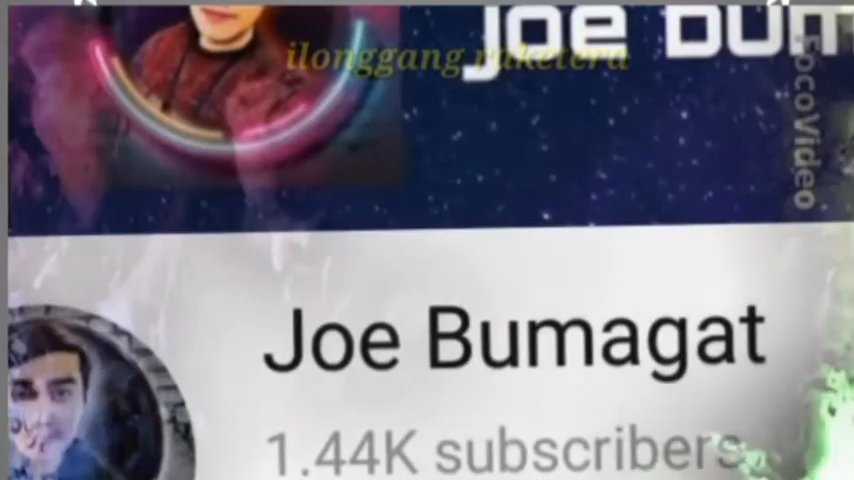 joe bum
ilonggang raketera
FocoVideo
Joe Bumagat
1.44K subscribers